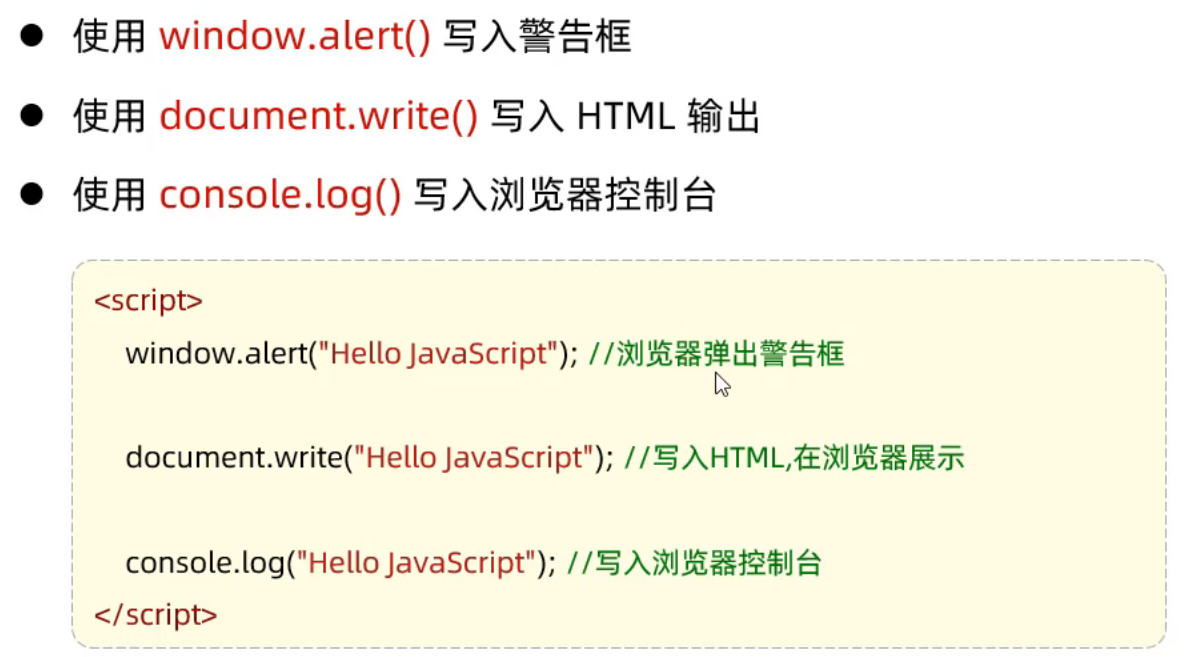 使用 window.alert() 写入警告框
使用 document.write() 写入 HTML 输出
使用 console.log() 写入浏览器控制台
<script>
window.alert("Hello JavaScript"); //浏览器弹出警告框
document.write("Hello JavaScript"); //写入HTML,在浏览器展示
console.log("Hello JavaScript"); //写入浏览器控制台
</script>